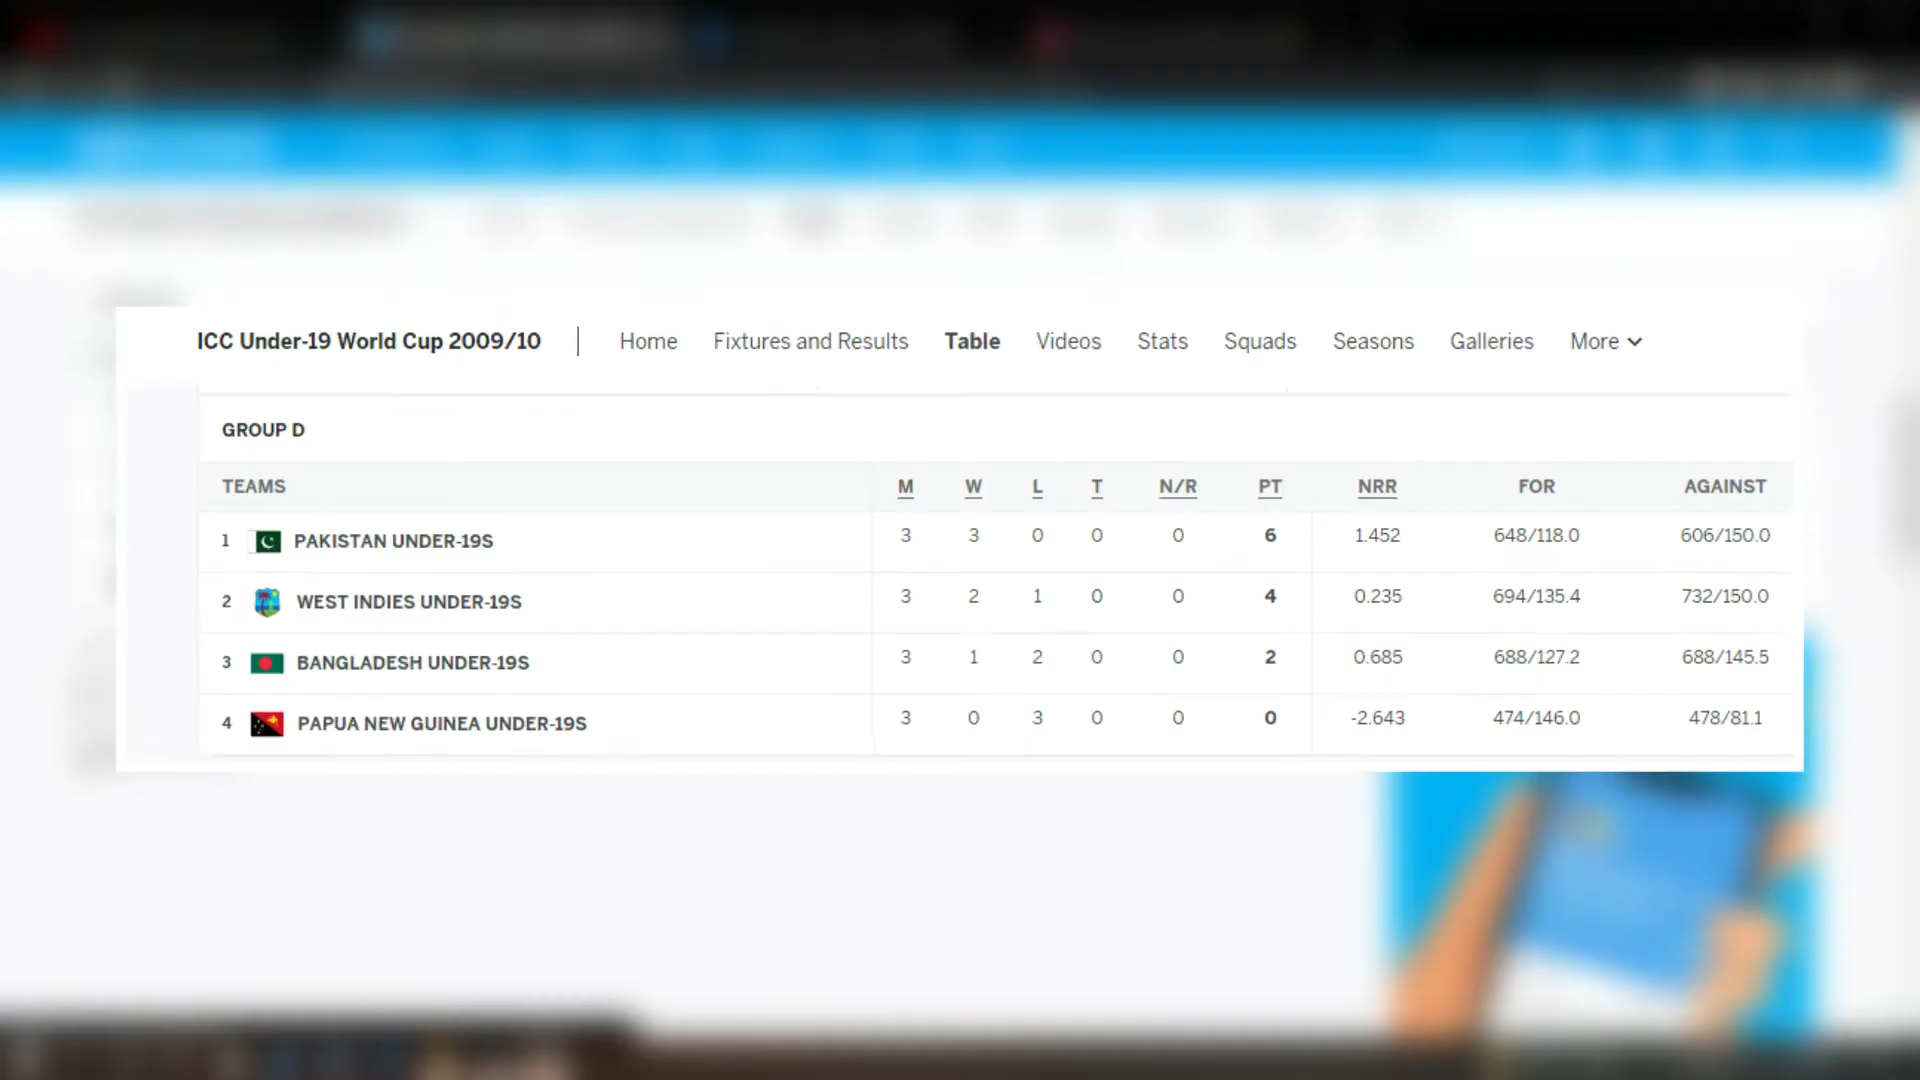 ICC Under-19 World Cup 2009/10 | Home Fixtures and Results Table Videos Stats Squads Seasons Galleries More
GROUP D
TEAMS M W L T N/R PT NRR FOR AGAINST
1 PAKISTAN UNDER-19S 3 3 0 0 0 6 1.452 648/118.0 606/150.0
2 WEST INDIES UNDER-19S 3 2 1 0 0 4 0.235 694/135.4 732/150.0
3 BANGLADESH UNDER-19S 3 1 2 0 0 2 0.685 688/127.2 688/145.5
4 PAPUA NEW GUINEA UNDER-19S 3 0 3 0 0 0 -2.643 474/146.0 478/81.1